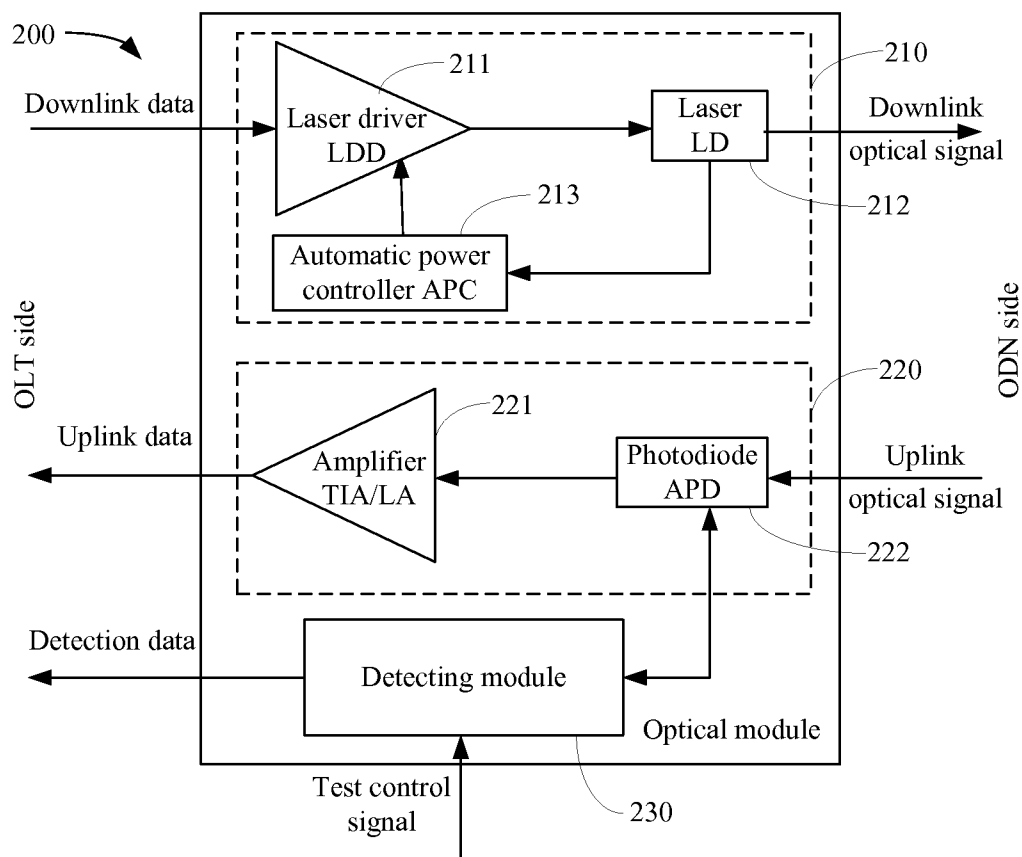 200
211
210
Downlink data
Laser driver
LDD
Laser
LD
Downlink
optical signal
213
212
Automatic power
controller APC
OLT side
ODN side
220
221
Uplink data
Amplifier
TIA/LA
Photodiode
APD
Uplink
optical signal
222
Detection data
Detecting module
Optical module
Test control
signal
230